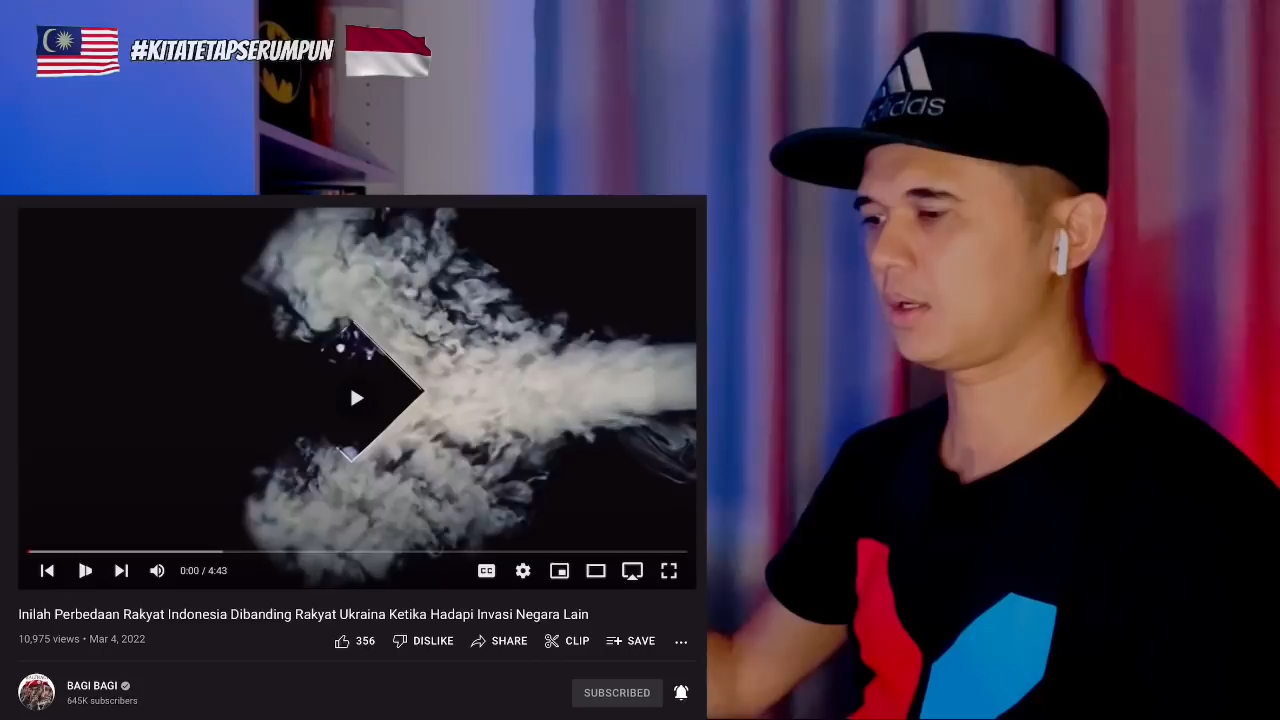 #KITATETAPSERUMPUN
adidas
0:00 / 4:43
CC
Inilah Perbedaan Rakyat Indonesia Dibanding Rakyat Ukraina Ketika Hadapi Invasi Negara Lain
10,975 views • Mar 4, 2022
356 DISLIKE SHARE CLIP SAVE
BAGI BAGI
645K subscribers
SUBSCRIBED